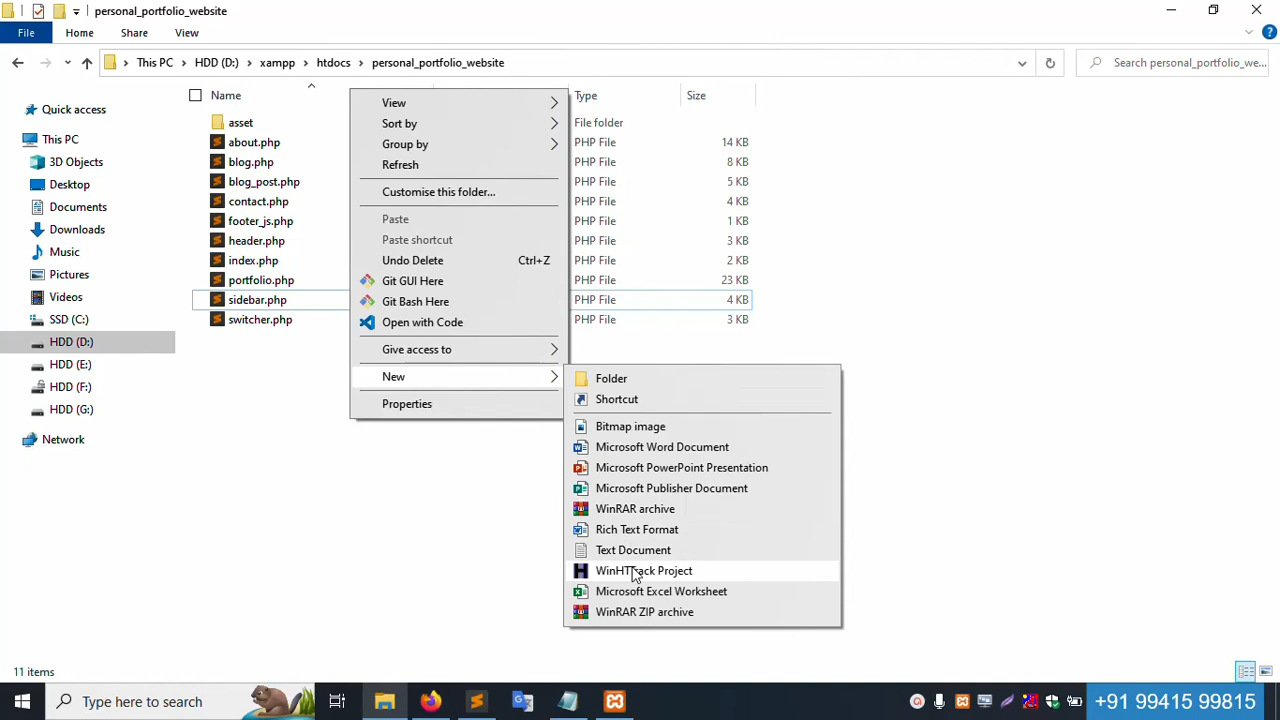 personal_portfolio_website
File Home Share View
This PC HDD (D:) xampp htdocs personal_portfolio_website
Search personal_portfolio_we...
Quick access
This PC
3D Objects
Desktop
Documents
Downloads
Music
Pictures
Videos
SSD (C:)
HDD (D:)
HDD (E:)
HDD (F:)
HDD (G:)
Network
Name Type Size
asset File folder
about.php PHP File 14 KB
blog.php PHP File 8 KB
blog_post.php PHP File 5 KB
contact.php PHP File 4 KB
footer_js.php PHP File 1 KB
header.php PHP File 3 KB
index.php PHP File 2 KB
portfolio.php PHP File 23 KB
sidebar.php PHP File 4 KB
switcher.php PHP File 3 KB
View
Sort by
Group by
Refresh
Customise this folder...
Paste
Paste shortcut
Undo Delete Ctrl+Z
Git GUI Here
Git Bash Here
Open with Code
Give access to
New
Properties
Folder
Shortcut
Bitmap image
Microsoft Word Document
Microsoft PowerPoint Presentation
Microsoft Publisher Document
WinRAR archive
Rich Text Format
Text Document
WinHTTrack Project
Microsoft Excel Worksheet
WinRAR ZIP archive
11 items
Type here to search
+91 99415 99815